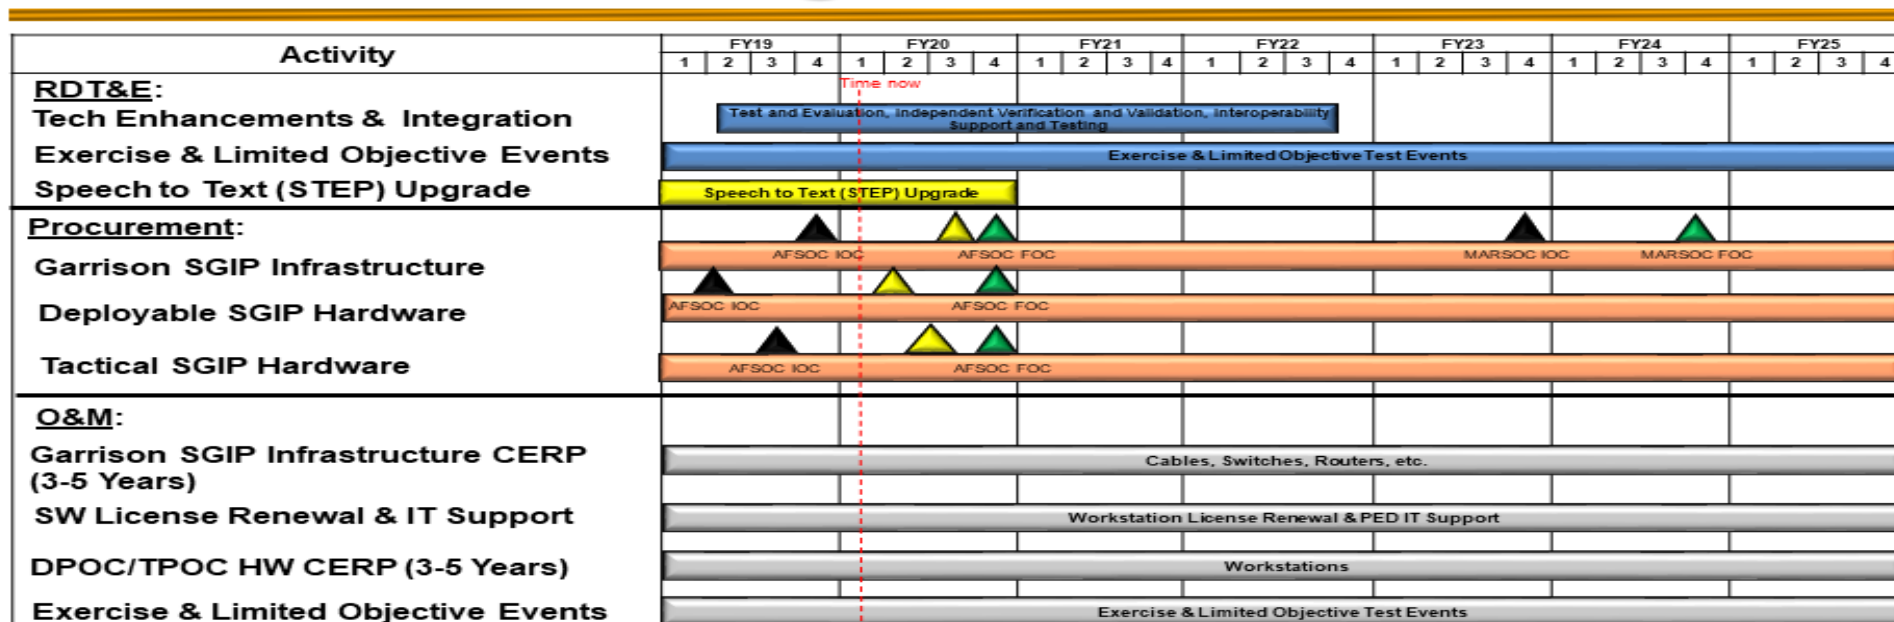 Activity
FY19 FY20 FY21 FY22 FY23 FY24 FY25
1 2 3 4 1 2 3 4 1 2 3 4 1 2 3 4 1 2 3 4 1 2 3 4 1 2 3 4
Time now
RDT&E:
Tech Enhancements & Integration
Test and Evaluation, Independent Verification and Validation, Interoperability
Support and Testing
Exercise & Limited Objective Events
Exercise & Limited Objective Test Events
Speech to Text (STEP) Upgrade
Speech to Text (STEP) Upgrade
Procurement:
Garrison SGIP Infrastructure
AFSOC IOC AFSOC FOC MARSOC IOC MARSOC FOC
Deployable SGIP Hardware
AFSOC IOC AFSOC FOC
Tactical SGIP Hardware
AFSOC IOC AFSOC FOC
O&M:
Garrison SGIP Infrastructure CERP
(3-5 Years)
Cables, Switches, Routers, etc.
SW License Renewal & IT Support
Workstation License Renewal & PED IT Support
DPOC/TPOC HW CERP (3-5 Years)
Workstations
Exercise & Limited Objective Events
Exercise & Limited Objective Test Events